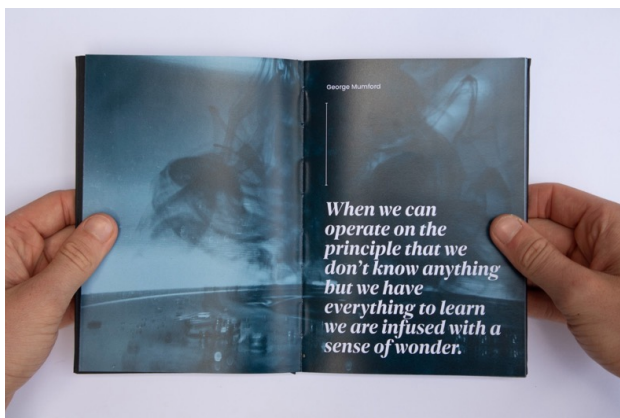 George Mumford
When we can
operate on the
principle that we
don't know anything
but we have
everything to learn
we are infused with a
sense of wonder.